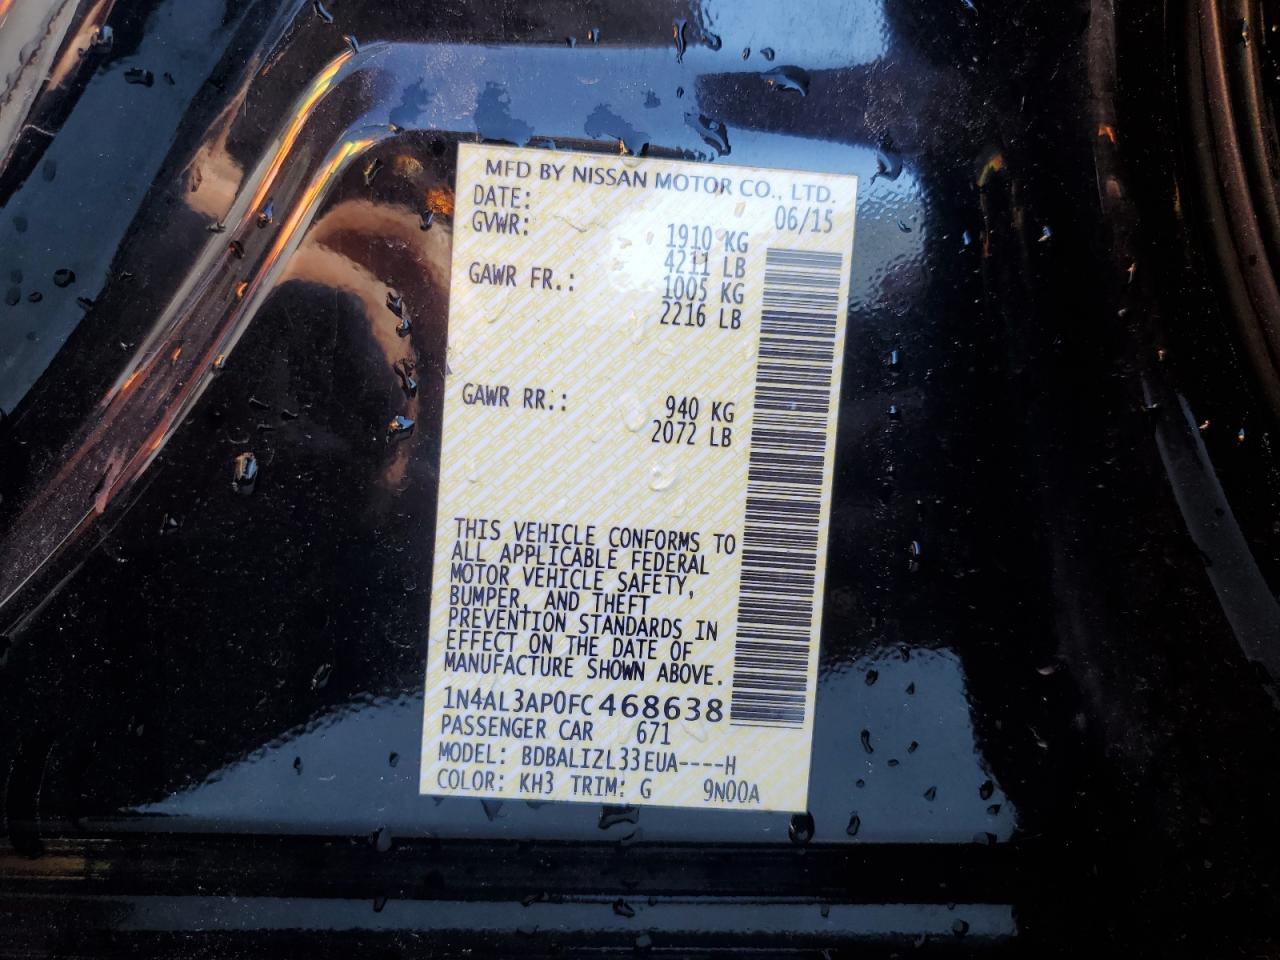 MFD BY NISSAN MOTOR CO., LTD.
DATE: 06/15
GVWR: 1910 KG
4211 LB
GAWR FR.: 1005 KG
2216 LB
GAWR RR.: 940 KG
2072 LB
THIS VEHICLE CONFORMS TO
ALL APPLICABLE FEDERAL
MOTOR VEHICLE SAFETY,
BUMPER, AND THEFT
PREVENTION STANDARDS IN
EFFECT ON THE DATE OF
MANUFACTURE SHOWN ABOVE.
1N4AL3AP0FC468638
PASSENGER CAR 671
MODEL: BDBALIZL33EUA----H
COLOR: KH3 TRIM: G 9N00A